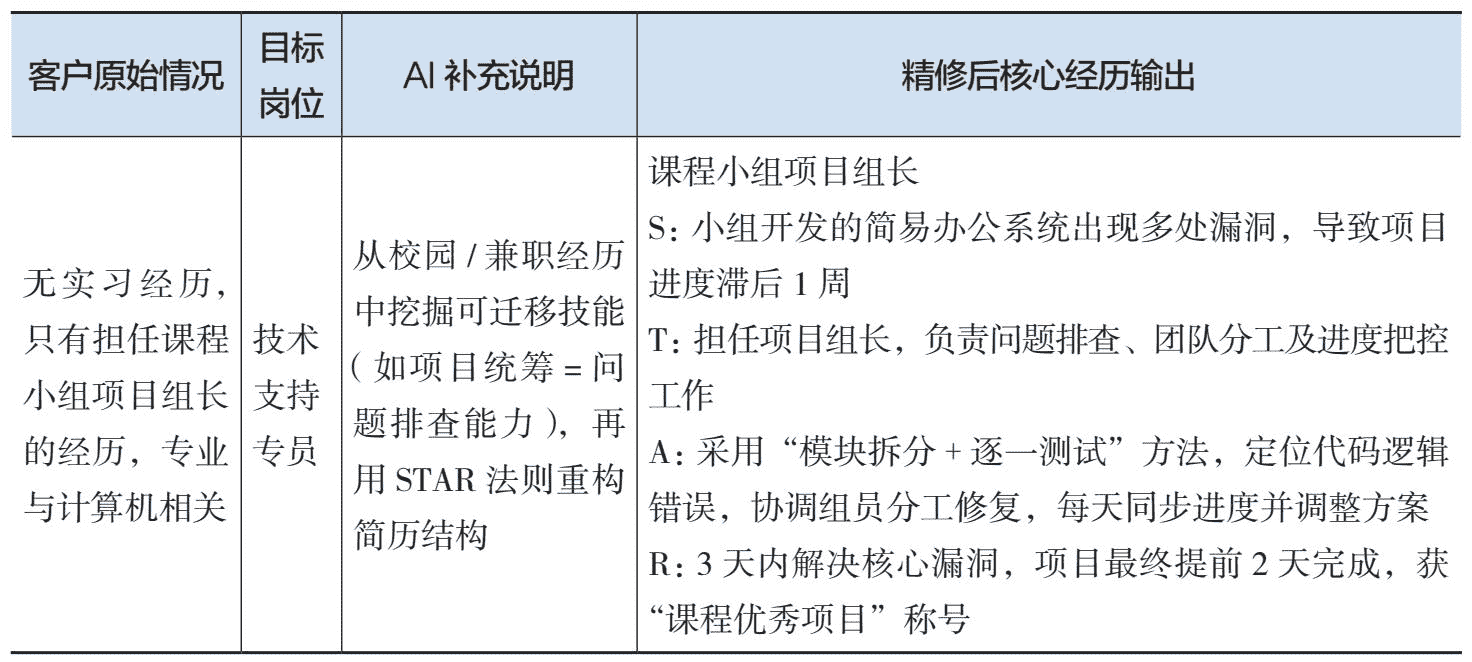 客户原始情况
目标
岗位
AI 补充说明
精修后核心经历输出
无实习经历，
只有担任课程
小组项目组长
的经历，专业
与计算机相关
技术
支持
专员
从校园 / 兼职经历
中挖掘可迁移技能
（如项目统筹 = 问
题排查能力），再
用 STAR 法则重构
简历结构
课程小组项目组长
S：小组开发的简易办公系统出现多处漏洞，导致项目
进度滞后 1 周
T：担任项目组长，负责问题排查、团队分工及进度把控
工作
A：采用“模块拆分 + 逐一测试”方法，定位代码逻辑
错误，协调组员分工修复，每天同步进度并调整方案
R：3 天内解决核心漏洞，项目最终提前 2 天完成，获
“课程优秀项目”称号